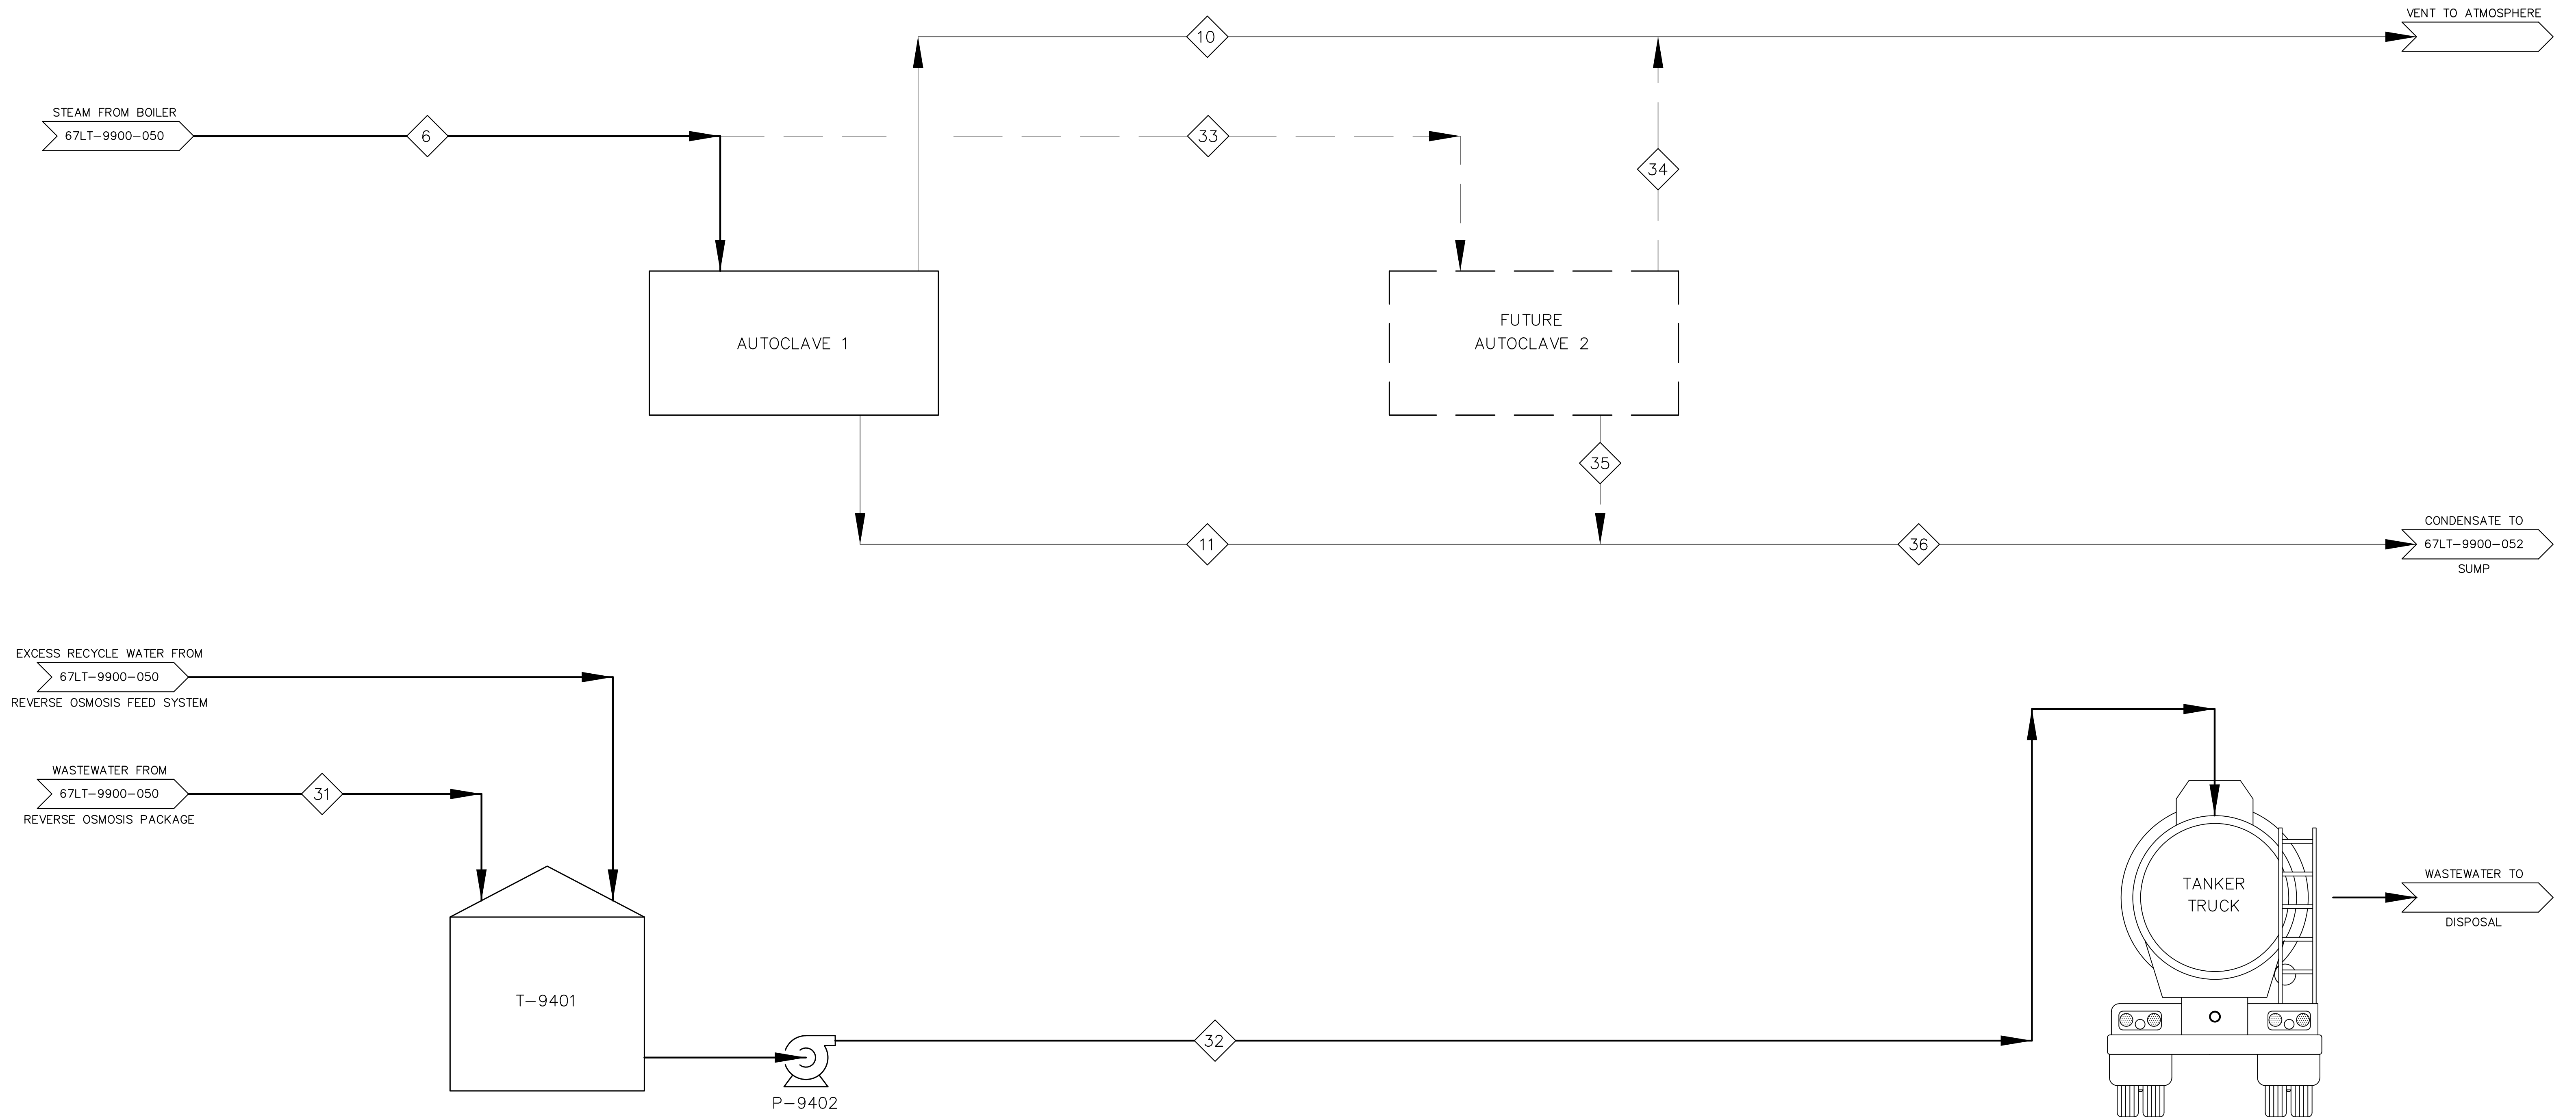 VENT TO ATMOSPHERE
10
STEAM FROM BOILER
67LT-9900-050
6
33
34
FUTURE
AUTOCLAVE 1
AUTOCLAVE 2
35
CONDENSATE TO
11
36
67LT-9900-052
SUMP
EXCESS RECYCLE WATER FROM
67LT-9900-050
REVERSE OSMOSIS FEED SYSTEM
WASTEWATER FROM
67LT-9900-050
31
REVERSE OSMOSIS PACKAGE
TANKER
TRUCK
WASTEWATER TO
DISPOSAL
T-9401
32
P-9402